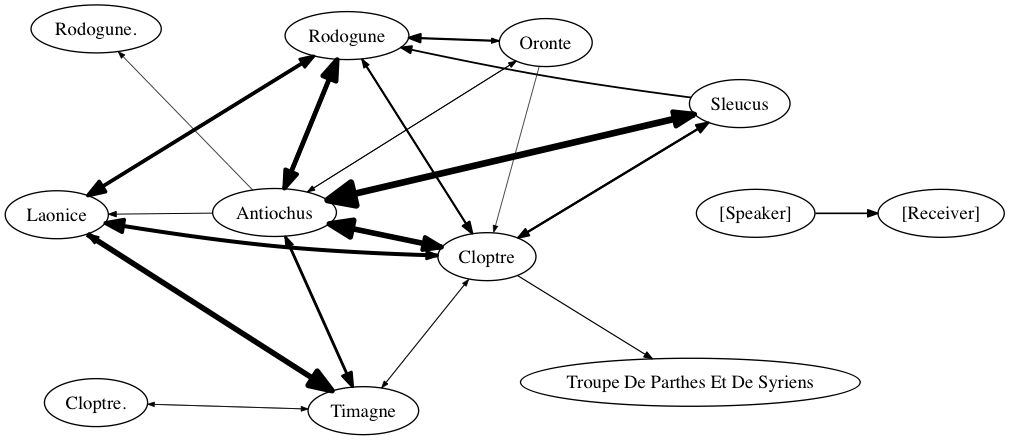 Rodogune.
Rodogune
Oronte
Sleucus
Laonice
Antiochus
[Speaker]
[Receiver]
Cloptre
Troupe De Parthes Et De Syriens
Cloptre.
Timagne